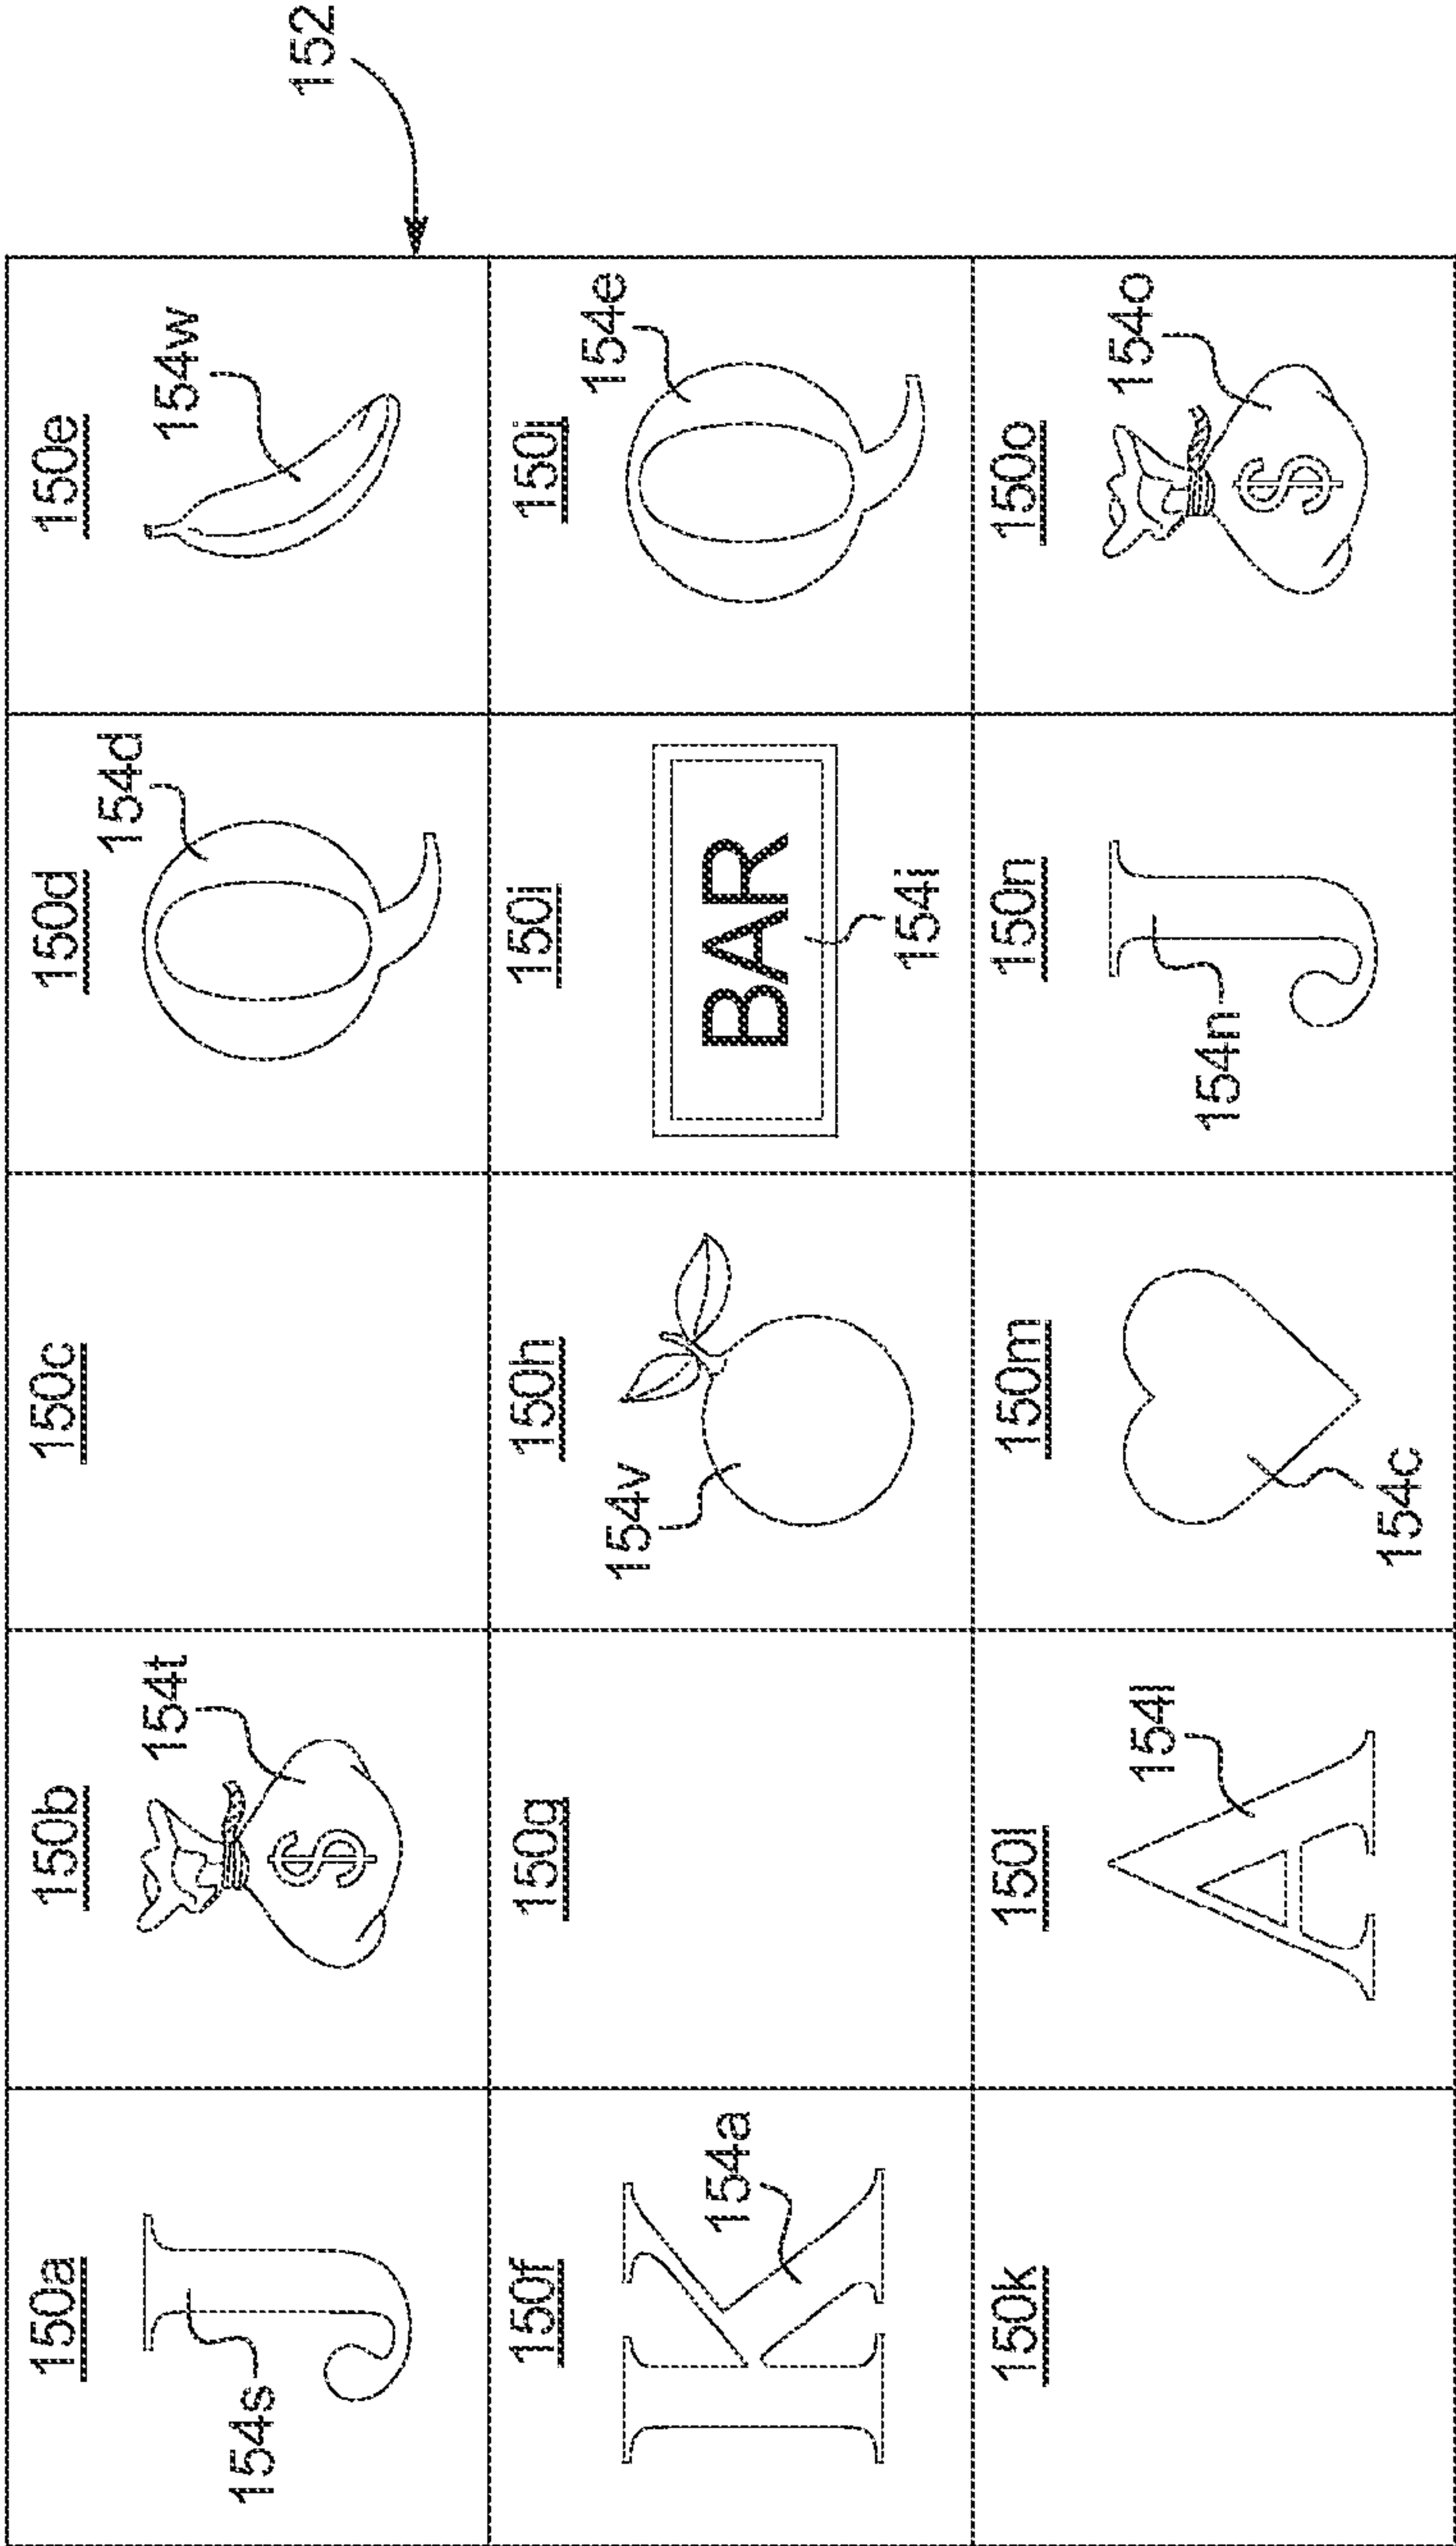 150a 150b 150c 150d 150e
154d
154t 154w
J $ Q
154s
152
150f 150g 150h 150i 150j
154e
154v
K BAR Q
154a
154i
150k 150l 150m 150n 150o
154l 154o
A J $
154n
154c